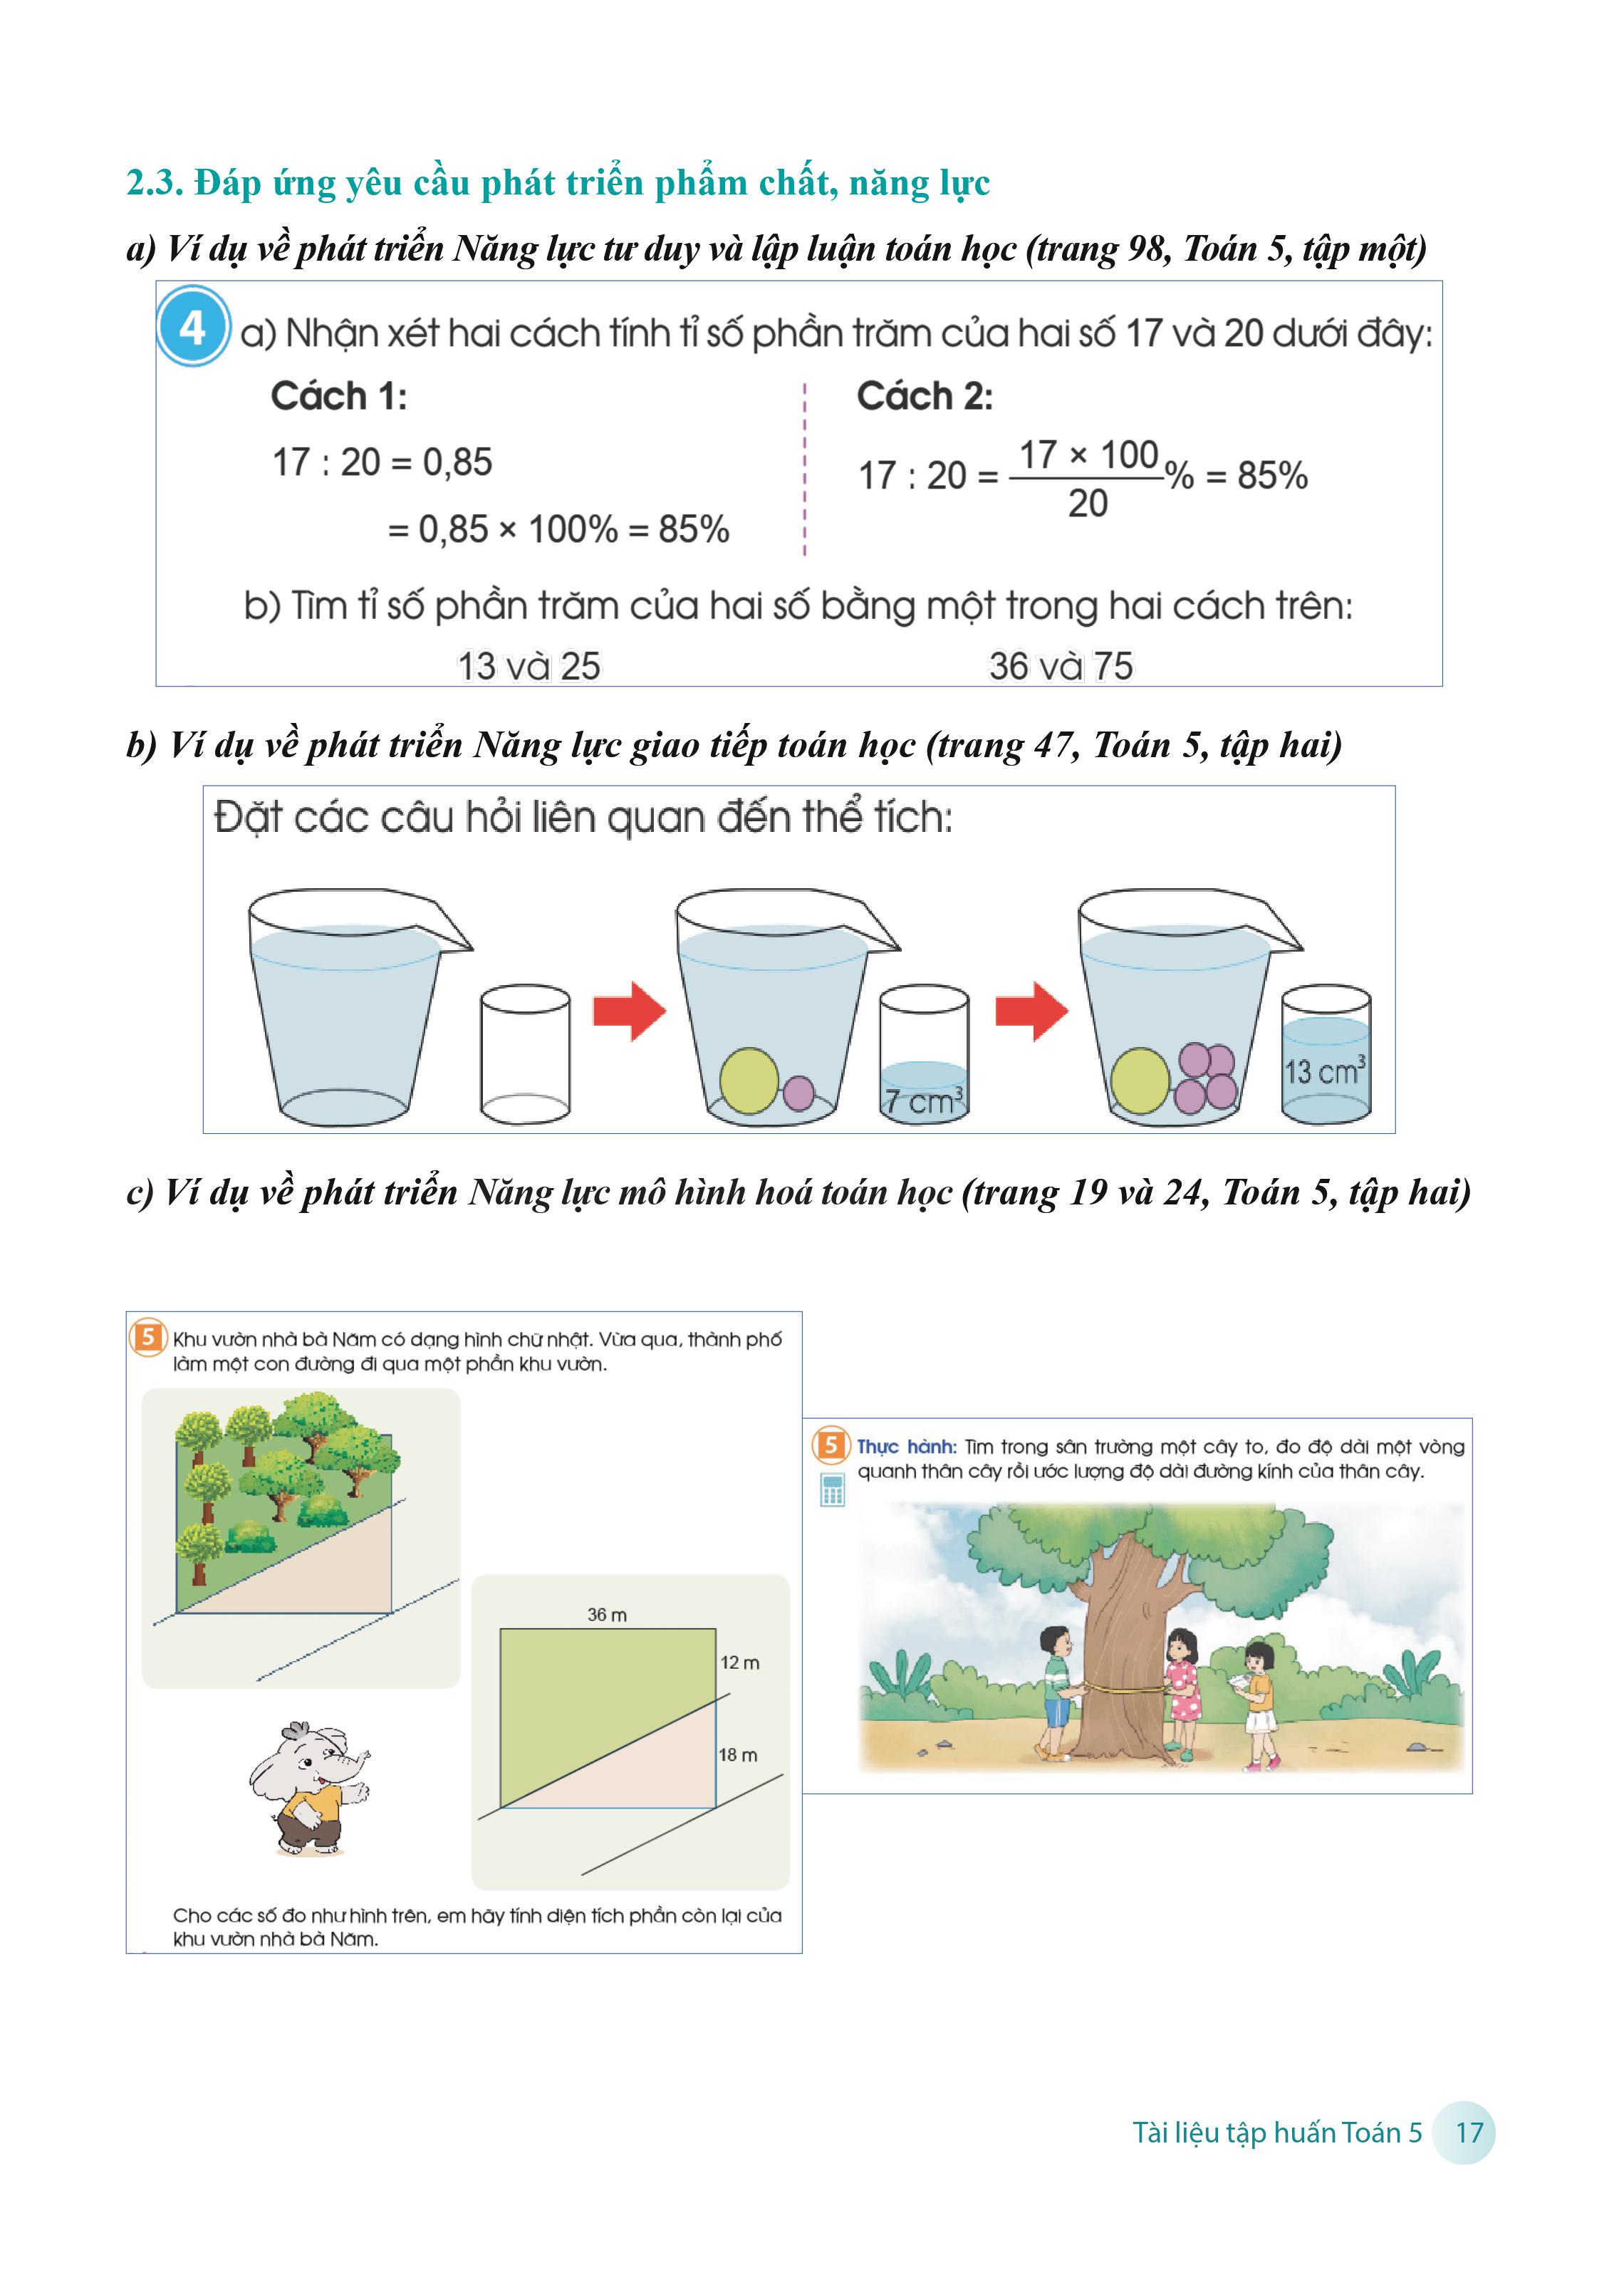 2.3. Đáp ứng yêu cầu phát triển phẩm chất, năng lực
a) Ví dụ về phát triển Năng lực tư duy và lập luận toán học (trang 98, Toán 5, tập một)
4 a) Nhận xét hai cách tính tỉ số phần trăm của hai số 17 và 20 dưới đây:
Cách 1:
17 : 20 = 0,85
= 0,85 × 100% = 85%
Cách 2:
17 : 20 = \frac{17 × 100}{20}% = 85%
b) Tìm tỉ số phần trăm của hai số bằng một trong hai cách trên:
13 và 25 36 và 75
b) Ví dụ về phát triển Năng lực giao tiếp toán học (trang 47, Toán 5, tập hai)
Đặt các câu hỏi liên quan đến thể tích:
7 cm³
13 cm³
c) Ví dụ về phát triển Năng lực mô hình hoá toán học (trang 19 và 24, Toán 5, tập hai)
5 Khu vườn nhà bà Năm có dạng hình chữ nhật. Vừa qua, thành phố
làm một con đường đi qua một phần khu vườn.
36 m
12 m
18 m
Cho các số đo như hình trên, em hãy tính diện tích phần còn lại của
khu vườn nhà bà Năm.
5 Thực hành: Tìm trong sân trường một cây to, đo độ dài một vòng
quanh thân cây rồi ước lượng độ dài đường kính của thân cây.
Tài liệu tập huấn Toán 5 17